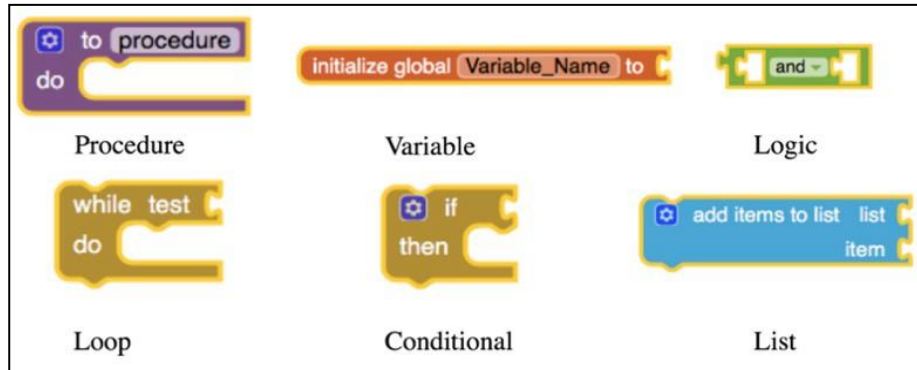 to procedure
do
initialize global Variable_Name to
and
Procedure
Variable
Logic
while test
do
if
then
add items to list list
item
Loop
Conditional
List